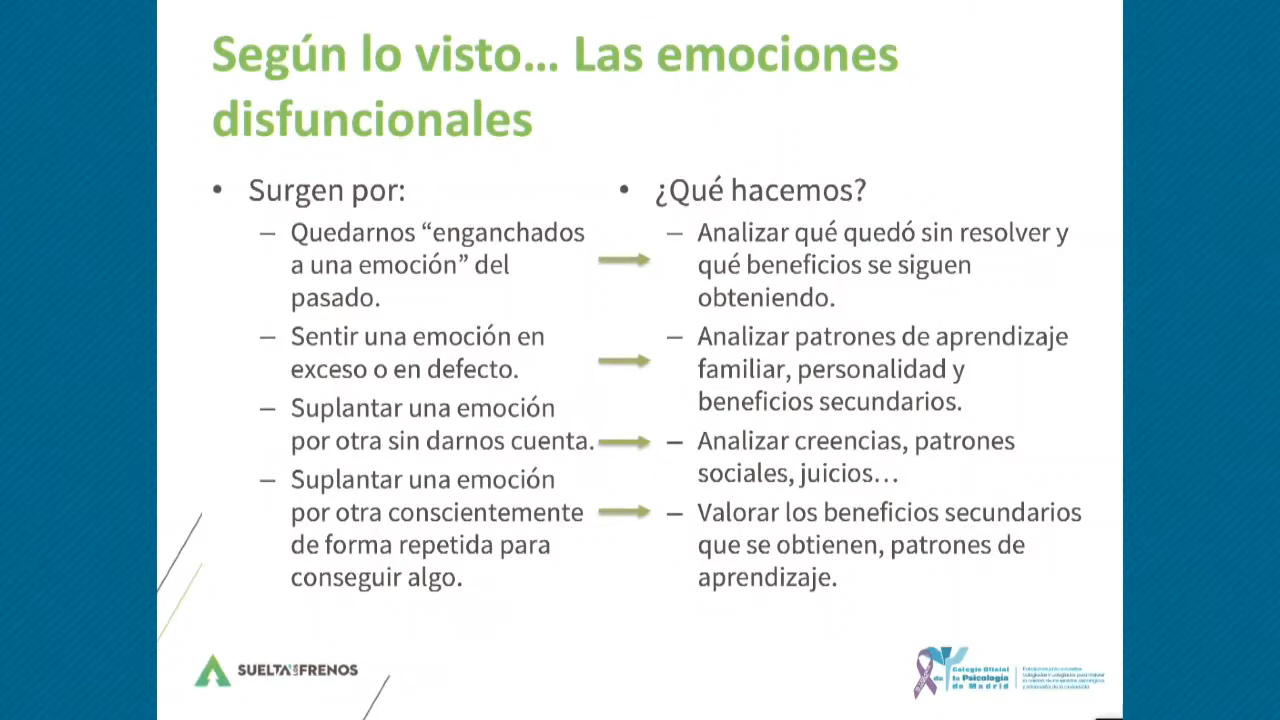 Según lo visto... Las emociones
disfuncionales
• Surgen por:
– Quedarnos “enganchados
a una emoción” del
pasado.
– Sentir una emoción en
exceso o en defecto.
– Suplantar una emoción
por otra sin darnos cuenta.
– Suplantar una emoción
por otra conscientemente
de forma repetida para
conseguir algo.
• ¿Qué hacemos?
– Analizar qué quedó sin resolver y
qué beneficios se siguen
obteniendo.
– Analizar patrones de aprendizaje
familiar, personalidad y
beneficios secundarios.
– Analizar creencias, patrones
sociales, juicios...
– Valorar los beneficios secundarios
que se obtienen, patrones de
aprendizaje.
SUELTA LOS FRENOS
Colegio Oficial
de la Psicología
de Madrid